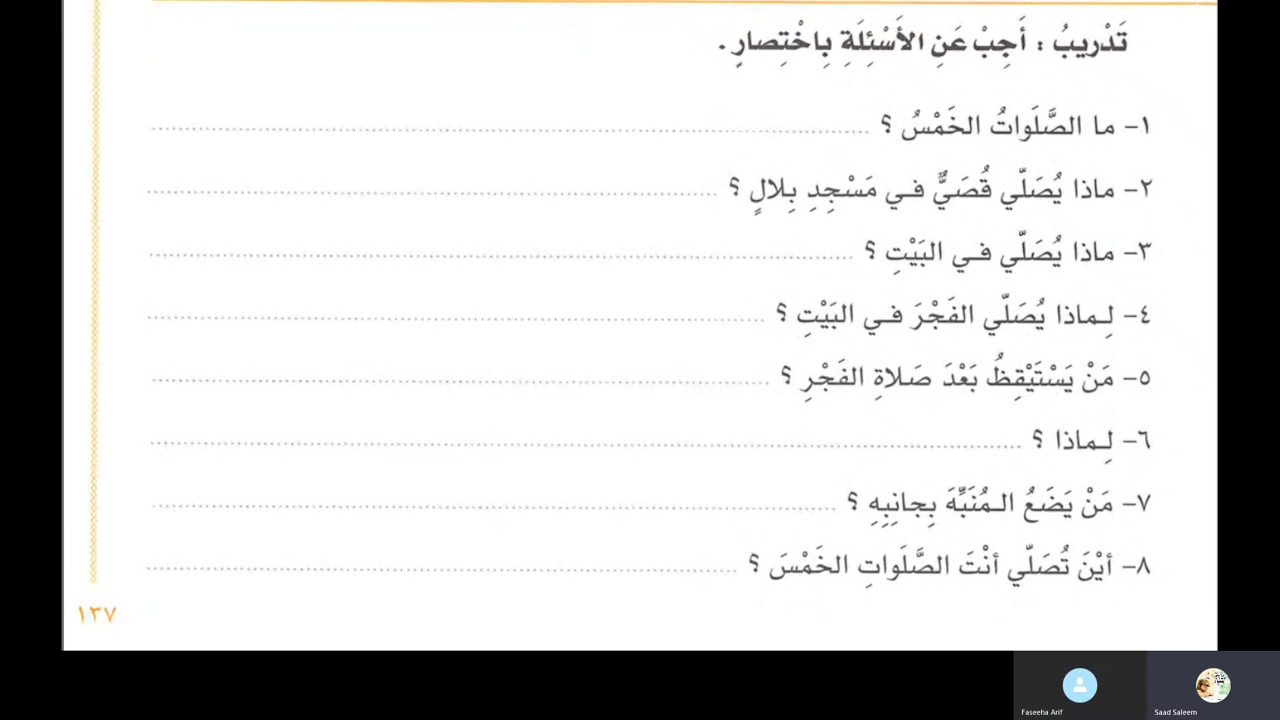 تَدْرِيبُ : أَجِبْ عَنِ الأَسْئِلَةِ بِاخْتِصارٍ .
١- ما الصَّلَواتُ الخَمْسُ ؟ ........................................
٢- ماذا يُصَلّي قُصَيٌّ في مَسْجِدِ بِلالٍ ؟ ........................................
٣- ماذا يُصَلّي في البَيْتِ ؟ ........................................
٤- لِماذا يُصَلّي الفَجْرَ في البَيْتِ ؟ ........................................
٥- مَنْ يَسْتَيْقِظُ بَعْدَ صَلاةِ الفَجْرِ ؟ ........................................
٦- لِماذا ؟ ........................................
٧- مَنْ يَضَعُ المُنَبِّهَ بِجانِبِهِ ؟ ........................................
٨- أيْنَ تُصَلّي أنْتَ الصَّلَواتِ الخَمْسَ ؟ ........................................
١٣٧
Faseeha Arif
Saad Saleem